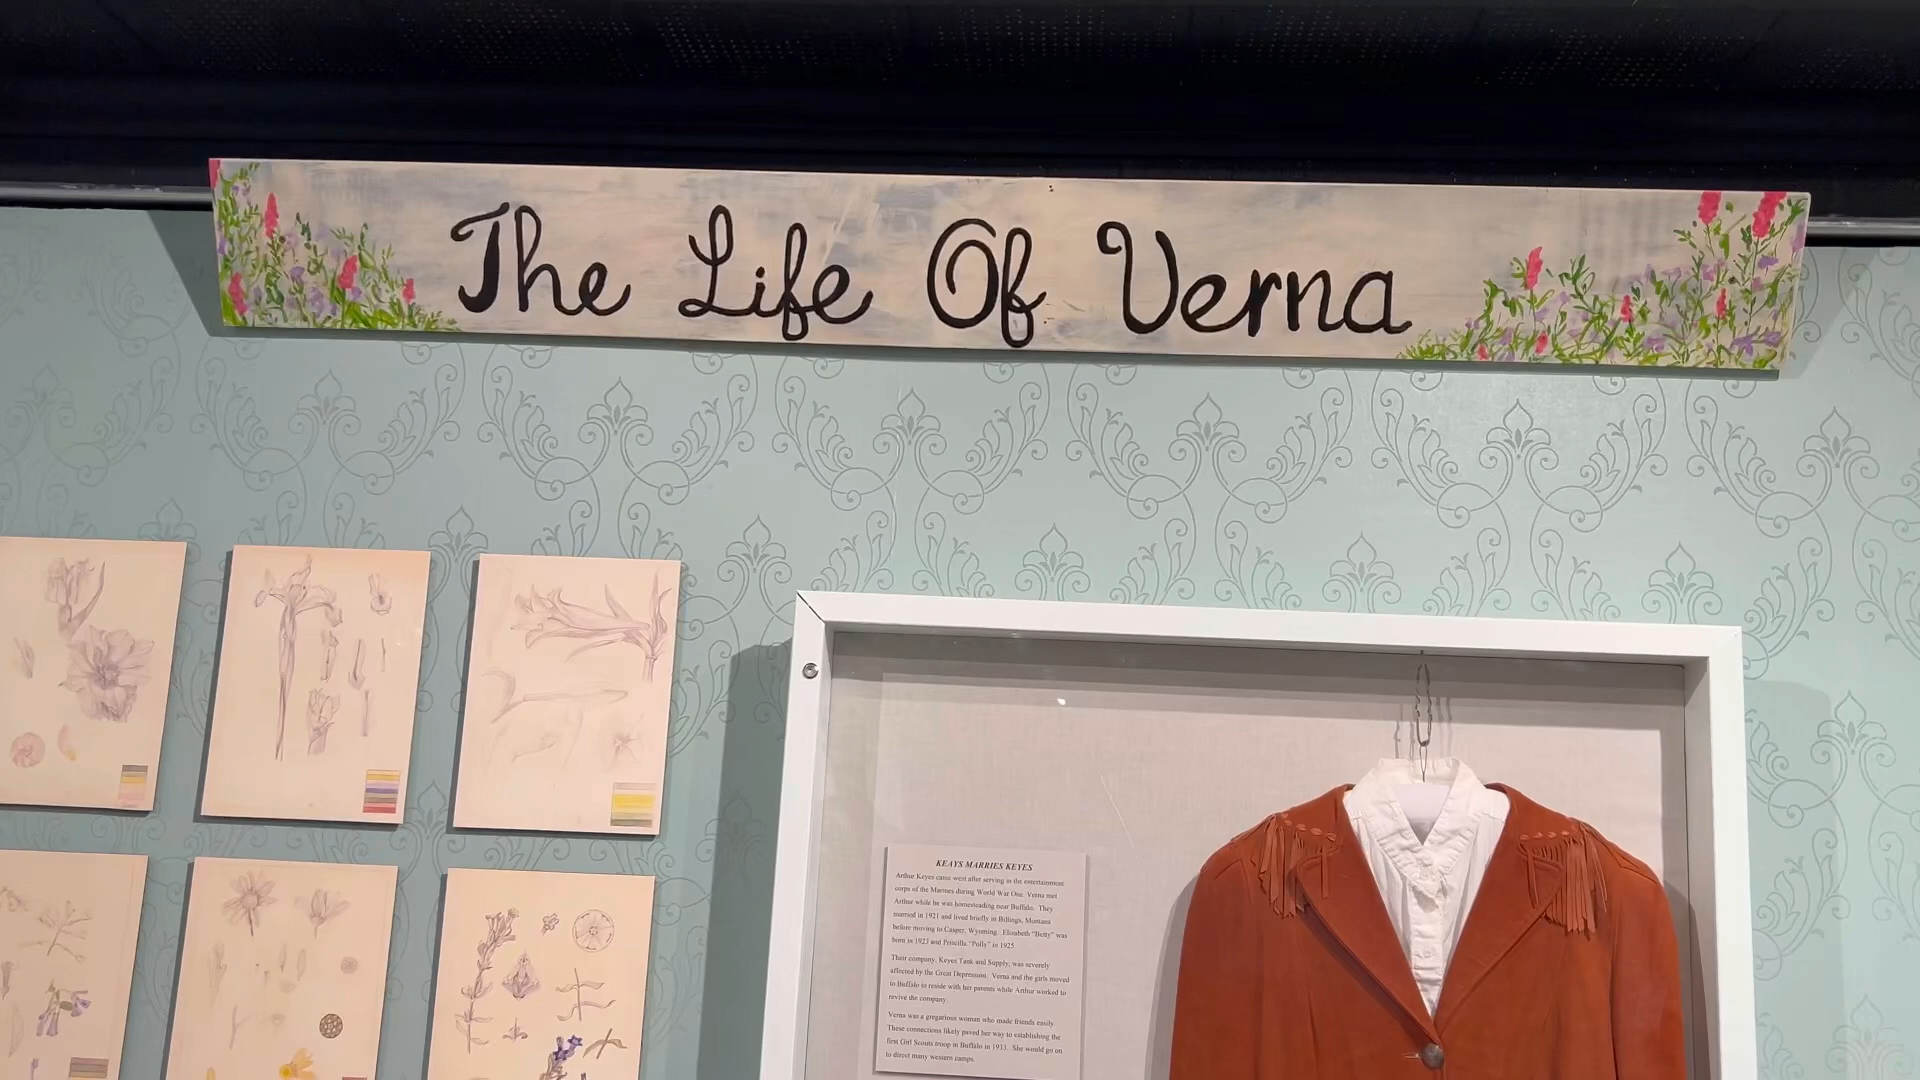 The Life Of Verna
KEAYS MARRIES KEYES
Arthur Keyes came west after serving in the entertainment
corps of the Marines during World War One. Verna met
Arthur while he was homesteading near Buffalo. They
married in 1921 and lived briefly in Billings, Montana
before moving to Casper, Wyoming. Elizabeth "Betty" was
born in 1923 and Priscilla "Polly" in 1925
Their company, Keyes Tank and Supply, was severely
affected by the Great Depression. Verna and the girls moved
to Buffalo to reside with her parents while Arthur worked to
revive the company.
Verna was a gregarious woman who made friends easily.
These connections likely paved her way to establishing the
first Girl Scouts troop in Buffalo in 1933. She would go on
to direct many western camps.